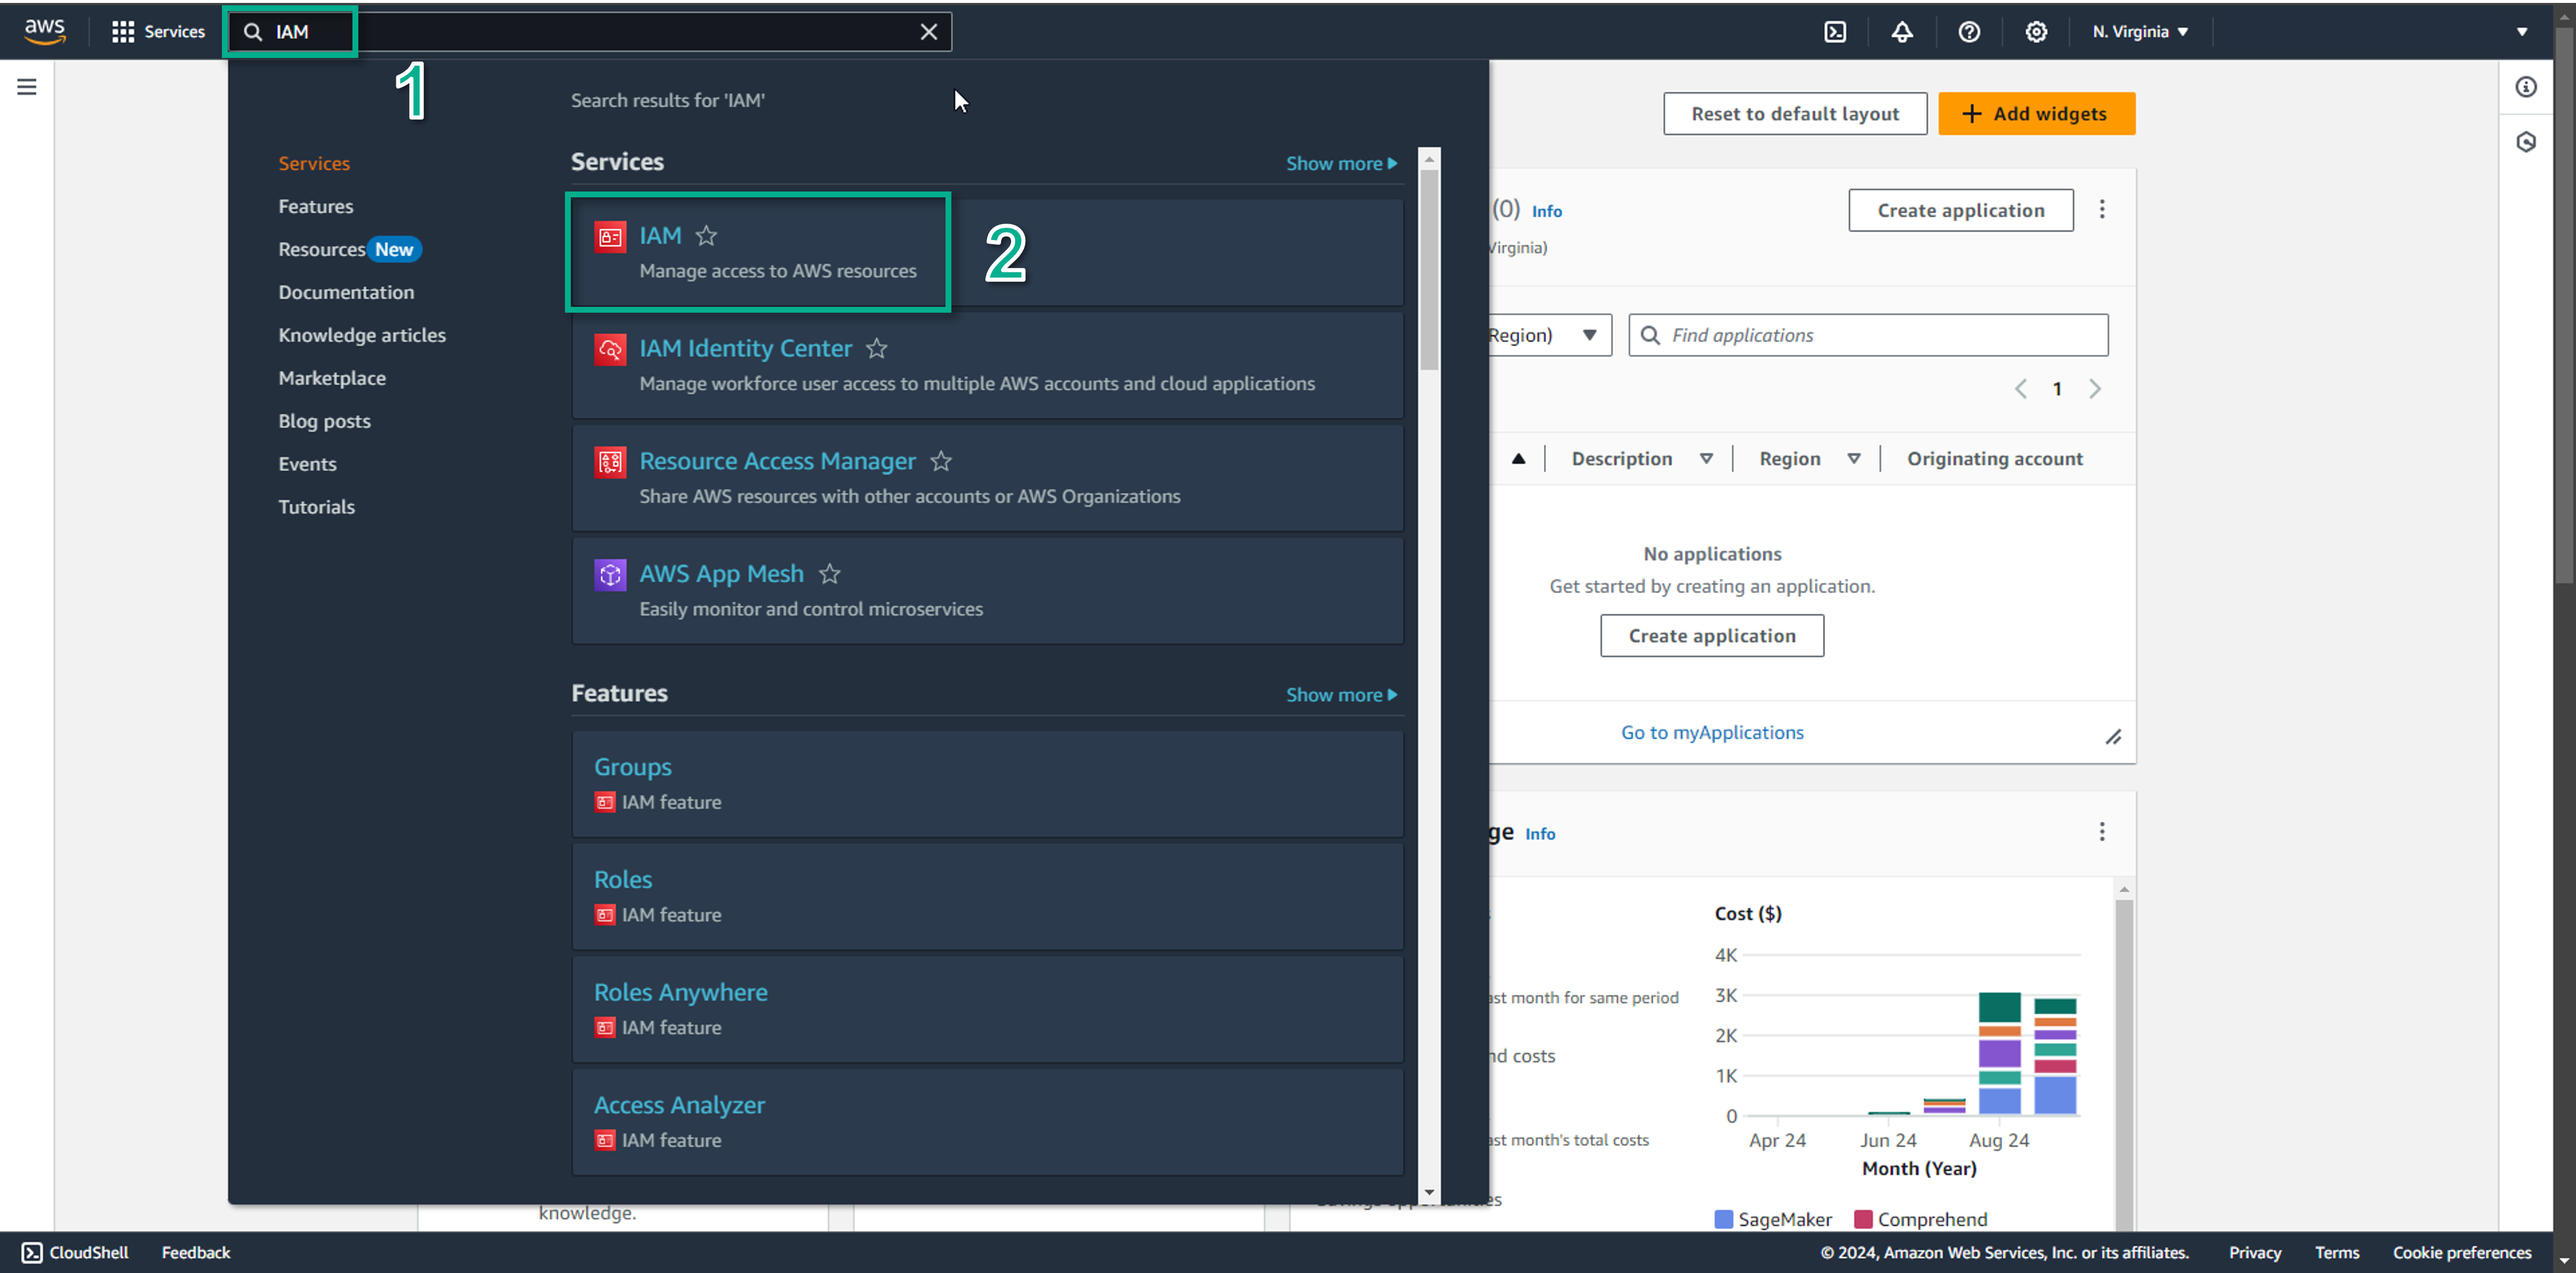 aws
Services
IAM
N. Virginia
1
Search results for 'IAM'
Services
Features
Resources New
Documentation
Knowledge articles
Marketplace
Blog posts
Events
Tutorials
Services
Show more
IAM
Manage access to AWS resources
2
IAM Identity Center
Manage workforce user access to multiple AWS accounts and cloud applications
Resource Access Manager
Share AWS resources with other accounts or AWS Organizations
AWS App Mesh
Easily monitor and control microservices
Features
Show more
Groups
IAM feature
Roles
IAM feature
Roles Anywhere
IAM feature
Access Analyzer
IAM feature
Reset to default layout
Add widgets
(0) Info
Virginia)
Create application
Region)
Find applications
1
Description
Region
Originating account
No applications
Get started by creating an application.
Create application
Go to myApplications
ge Info
ast month for same period
nd costs
ast month's total costs
Cost ($)
4K
3K
2K
1K
0
Apr 24
Jun 24
Aug 24
Month (Year)
SageMaker
Comprehend
knowledge.
CloudShell
Feedback
© 2024, Amazon Web Services, Inc. or its affiliates.
Privacy
Terms
Cookie preferences